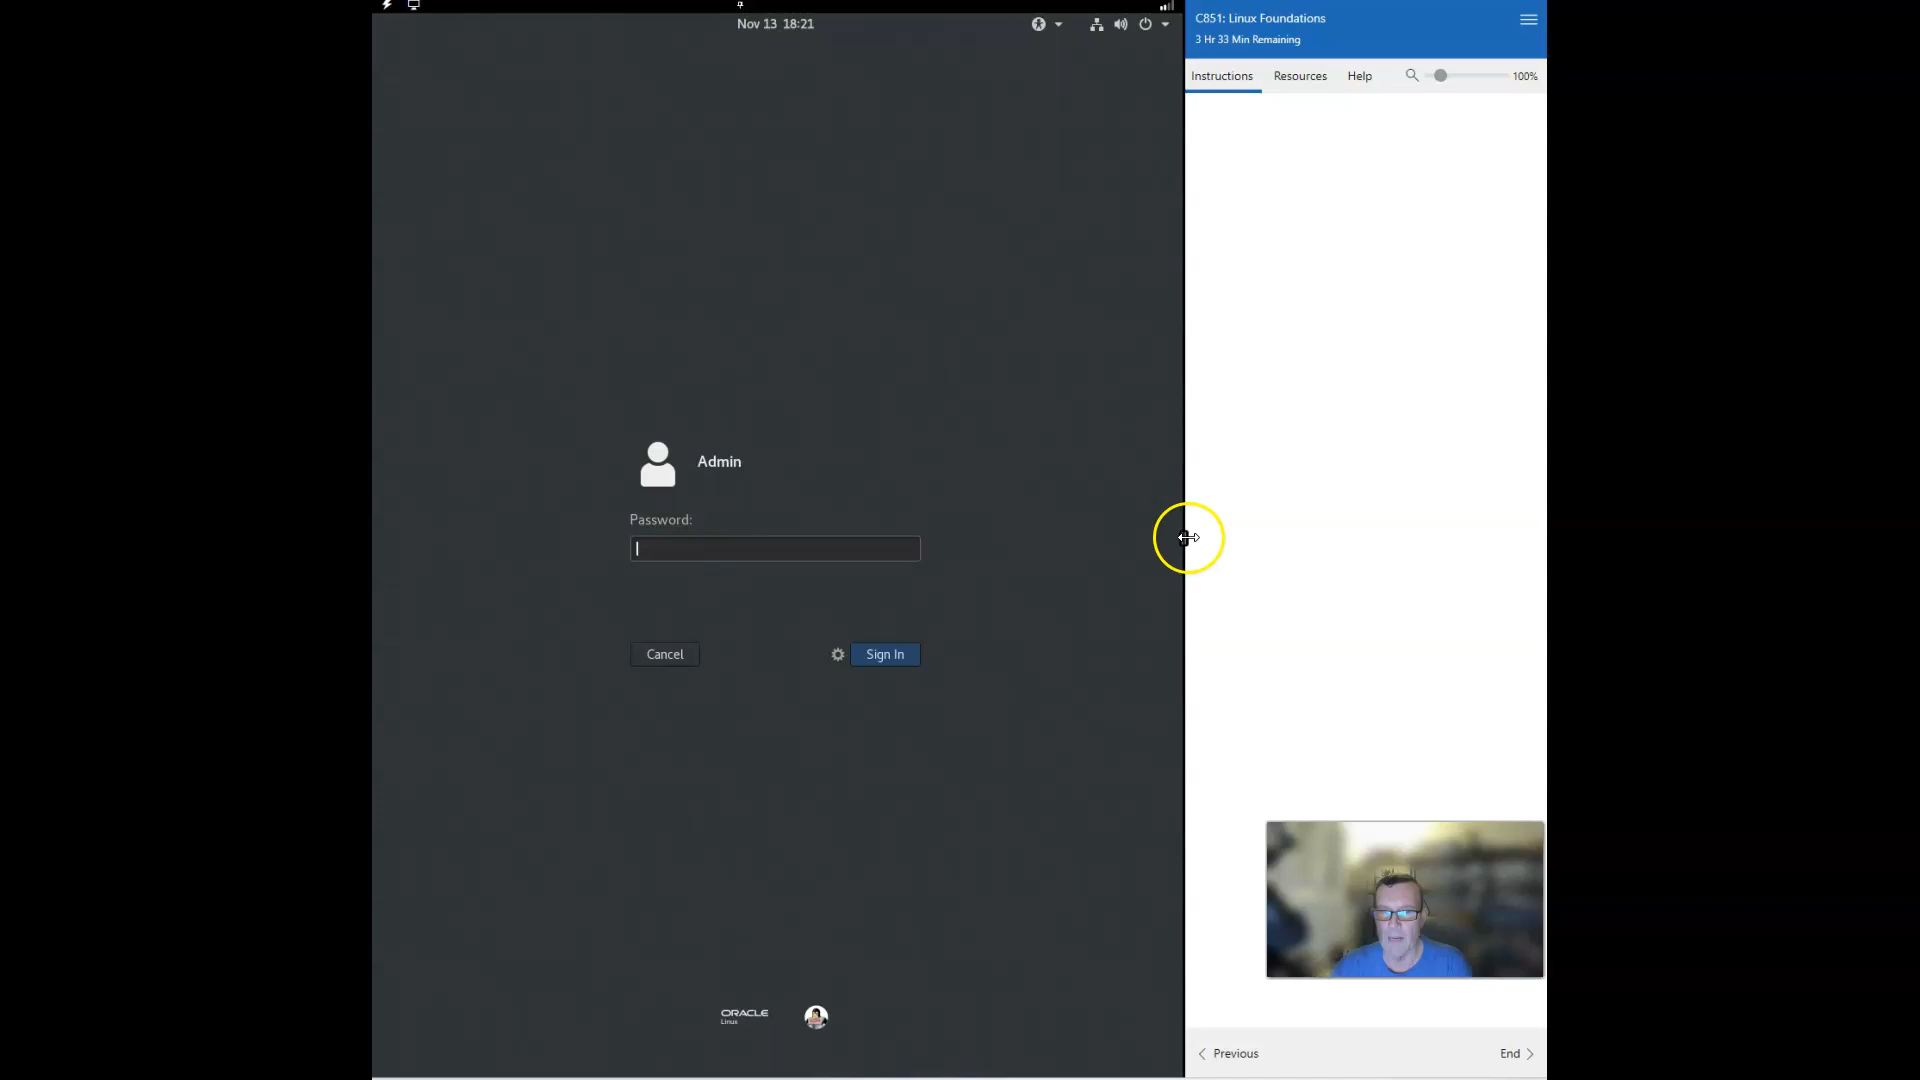 Nov 13 18:21
Admin
Password:
Cancel
Sign In
ORACLE
Linux
C851: Linux Foundations
3 Hr 33 Min Remaining
Instructions
Resources
Help
100%
Previous
End